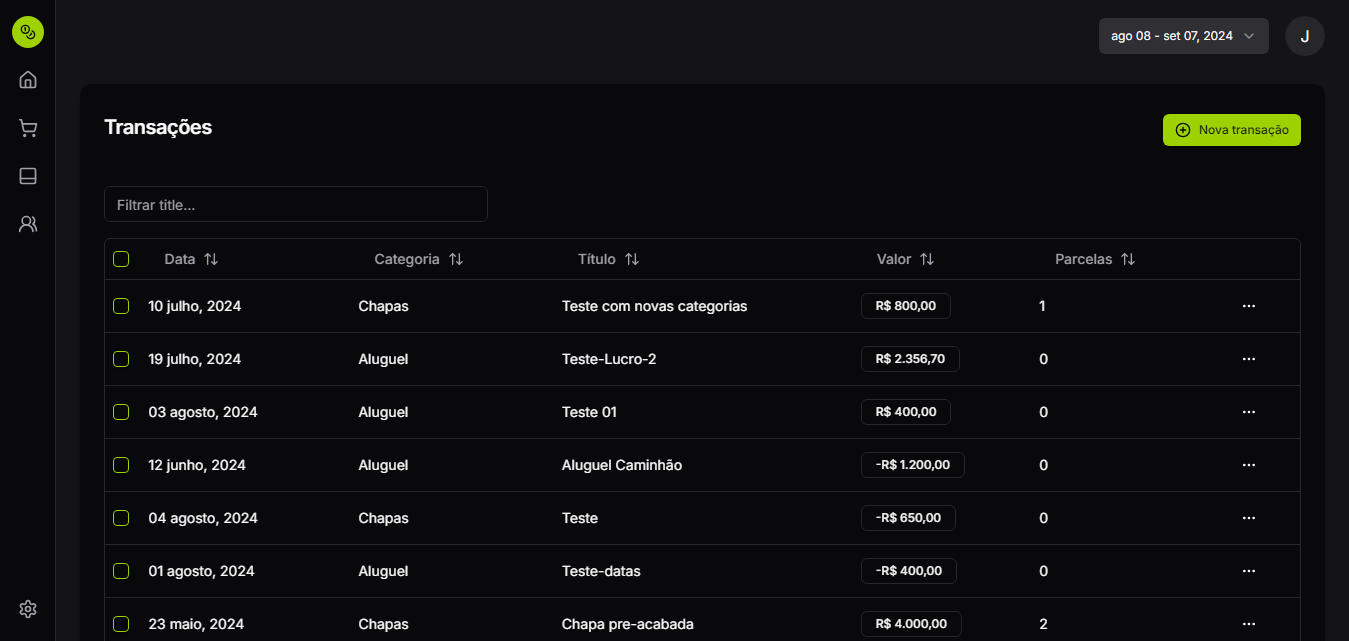 ago 08 - set 07, 2024
J
Transações
Nova transação
Filtrar title...
Data Categoria Título Valor Parcelas
10 julho, 2024 Chapas Teste com novas categorias R$ 800,00 1
19 julho, 2024 Aluguel Teste-Lucro-2 R$ 2.356,70 0
03 agosto, 2024 Aluguel Teste 01 R$ 400,00 0
12 junho, 2024 Aluguel Aluguel Caminhão -R$ 1.200,00 0
04 agosto, 2024 Chapas Teste -R$ 650,00 0
01 agosto, 2024 Aluguel Teste-datas -R$ 400,00 0
23 maio, 2024 Chapas Chapa pre-acabada R$ 4.000,00 2